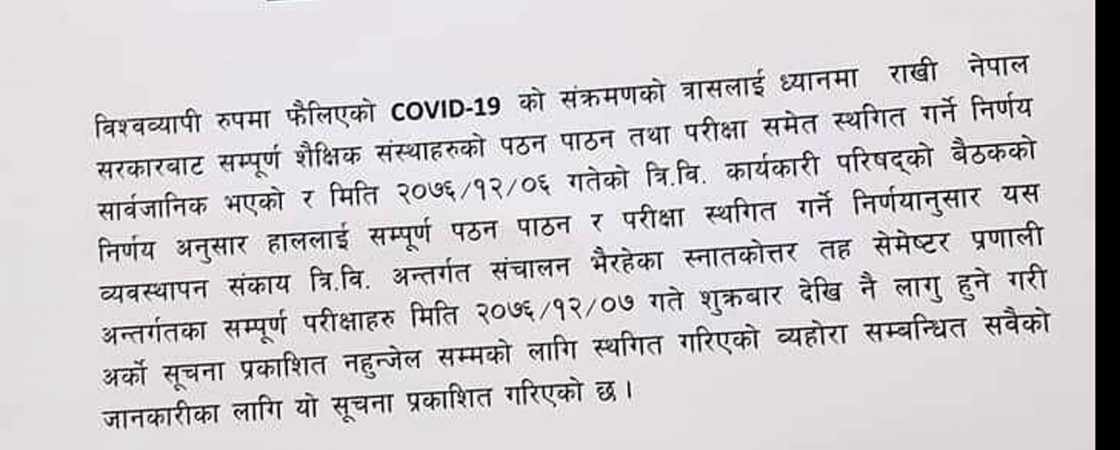 विश्वव्यापी रुपमा फैलिएको COVID-19 को संक्रमणको त्रासलाई ध्यानमा राखी नेपाल
सरकारबाट सम्पूर्ण शैक्षिक संस्थाहरुको पठन पाठन तथा परीक्षा समेत स्थगित गर्ने निर्णय
सार्वजानिक भएको र मिति २०७६/१२/०६ गतेको त्रि.वि. कार्यकारी परिषद्को बैठकको
निर्णय अनुसार हाललाई सम्पूर्ण पठन पाठन र परीक्षा स्थगित गर्ने निर्णयानुसार यस
व्यवस्थापन संकाय त्रि.वि. अन्तर्गत संचालन भैरहेका स्नातकोत्तर तह सेमेष्टर प्रणाली
अन्तर्गतका सम्पूर्ण परीक्षाहरु मिति २०७६/१२/०७ गते शुक्रबार देखि नै लागु हुने गरी
अर्को सूचना प्रकाशित नहुन्जेल सम्मको लागि स्थगित गरिएको व्यहोरा सम्बन्धित सवैको
जानकारीका लागि यो सूचना प्रकाशित गरिएको छ ।